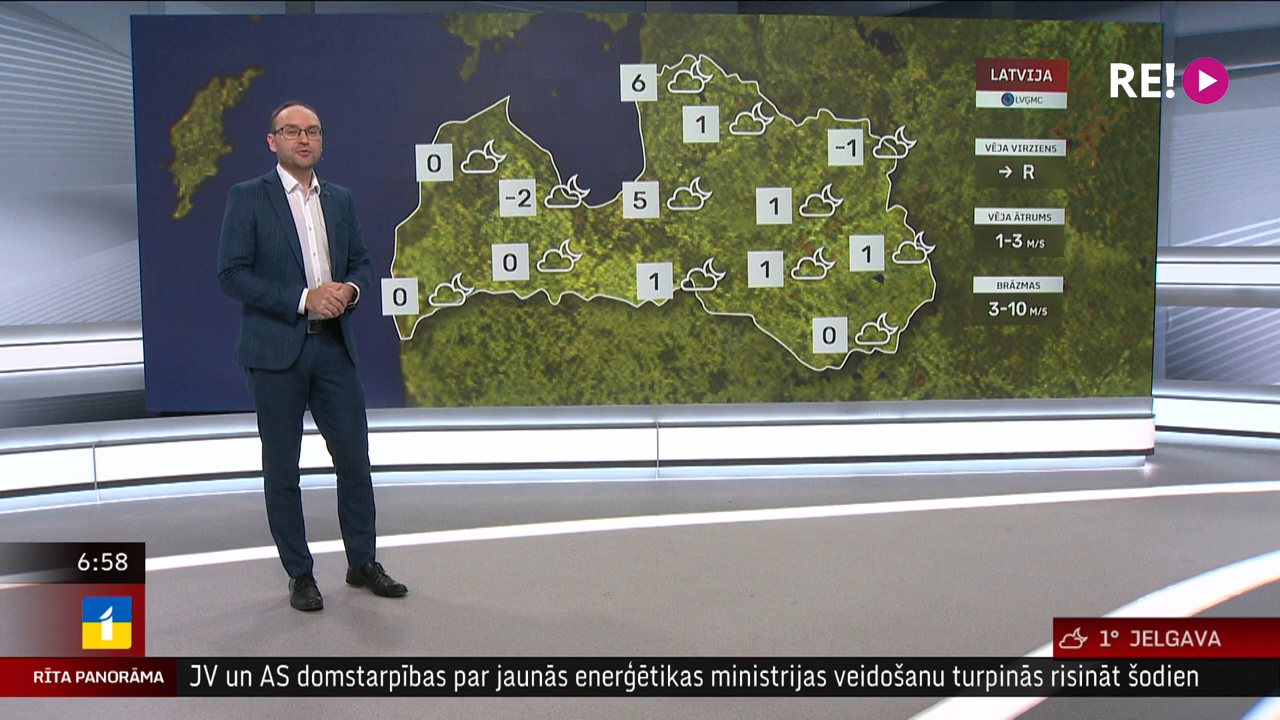 RE!
LATVIJA
LVĢMC
VĒJA VIRZIENS
→ R
VĒJA ĀTRUMS
1-3 M/S
BRĀZMAS
3-10 M/S
6
1
-1
0
-2
5
1
0
1
1
1
0
0
6:58
1
1° JELGAVA
RĪTA PANORĀMA
JV un AS domstarpības par jaunās enerģētikas ministrijas veidošanu turpinās risināt šodien